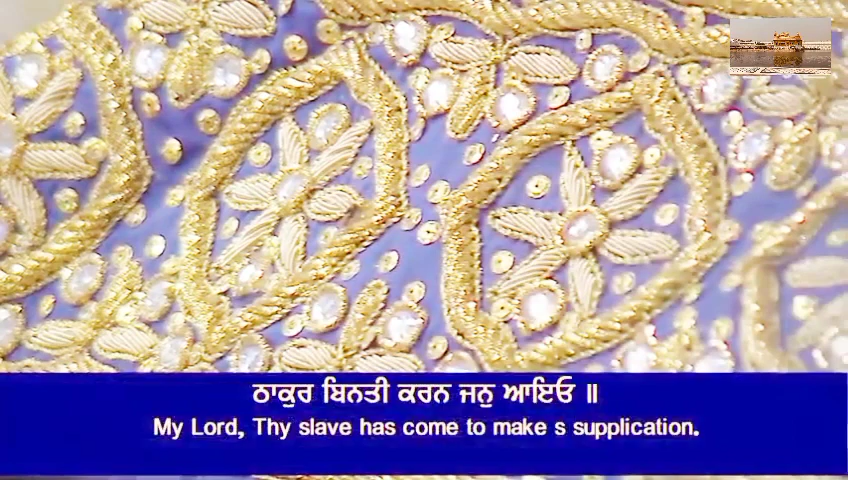 ਠਾਕੁਰ ਬਿਨਤੀ ਕਰਨ ਜਨੁ ਆਇਓ ॥
My Lord, Thy slave has come to make s supplication.